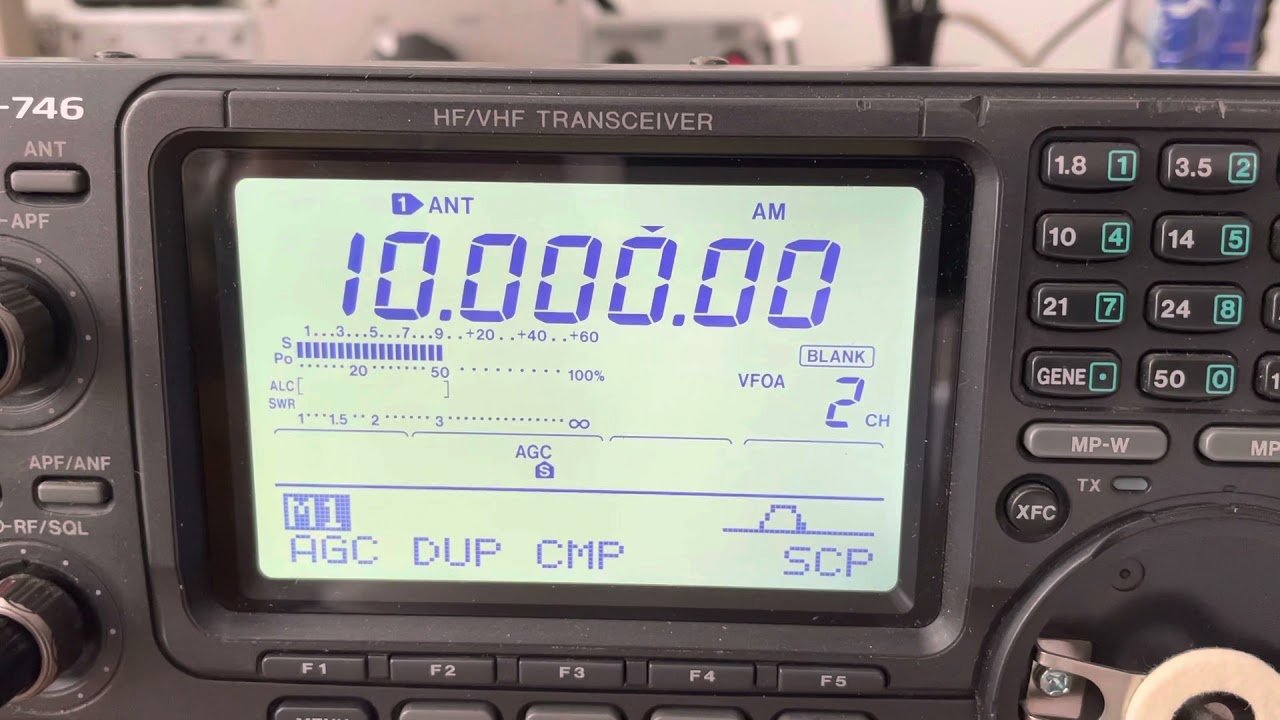 -746
HF/VHF TRANSCEIVER
ANT
-APF
1 ANT
AM
10.000.00
1...3...5...7...9..+20..+40..+60
S
Po
20 50 100%
ALC
SWR
1 1.5 2 3 ∞
BLANK
VFOA
2 CH
AGC
S
M1
AGC DUP CMP SCP
F1 F2 F3 F4 F5
APF/ANF
-RF/SQL
1.8 1 3.5 2
10 4 14 5
21 7 24 8
GENE • 50 0
MP-W
MP
TX
XFC